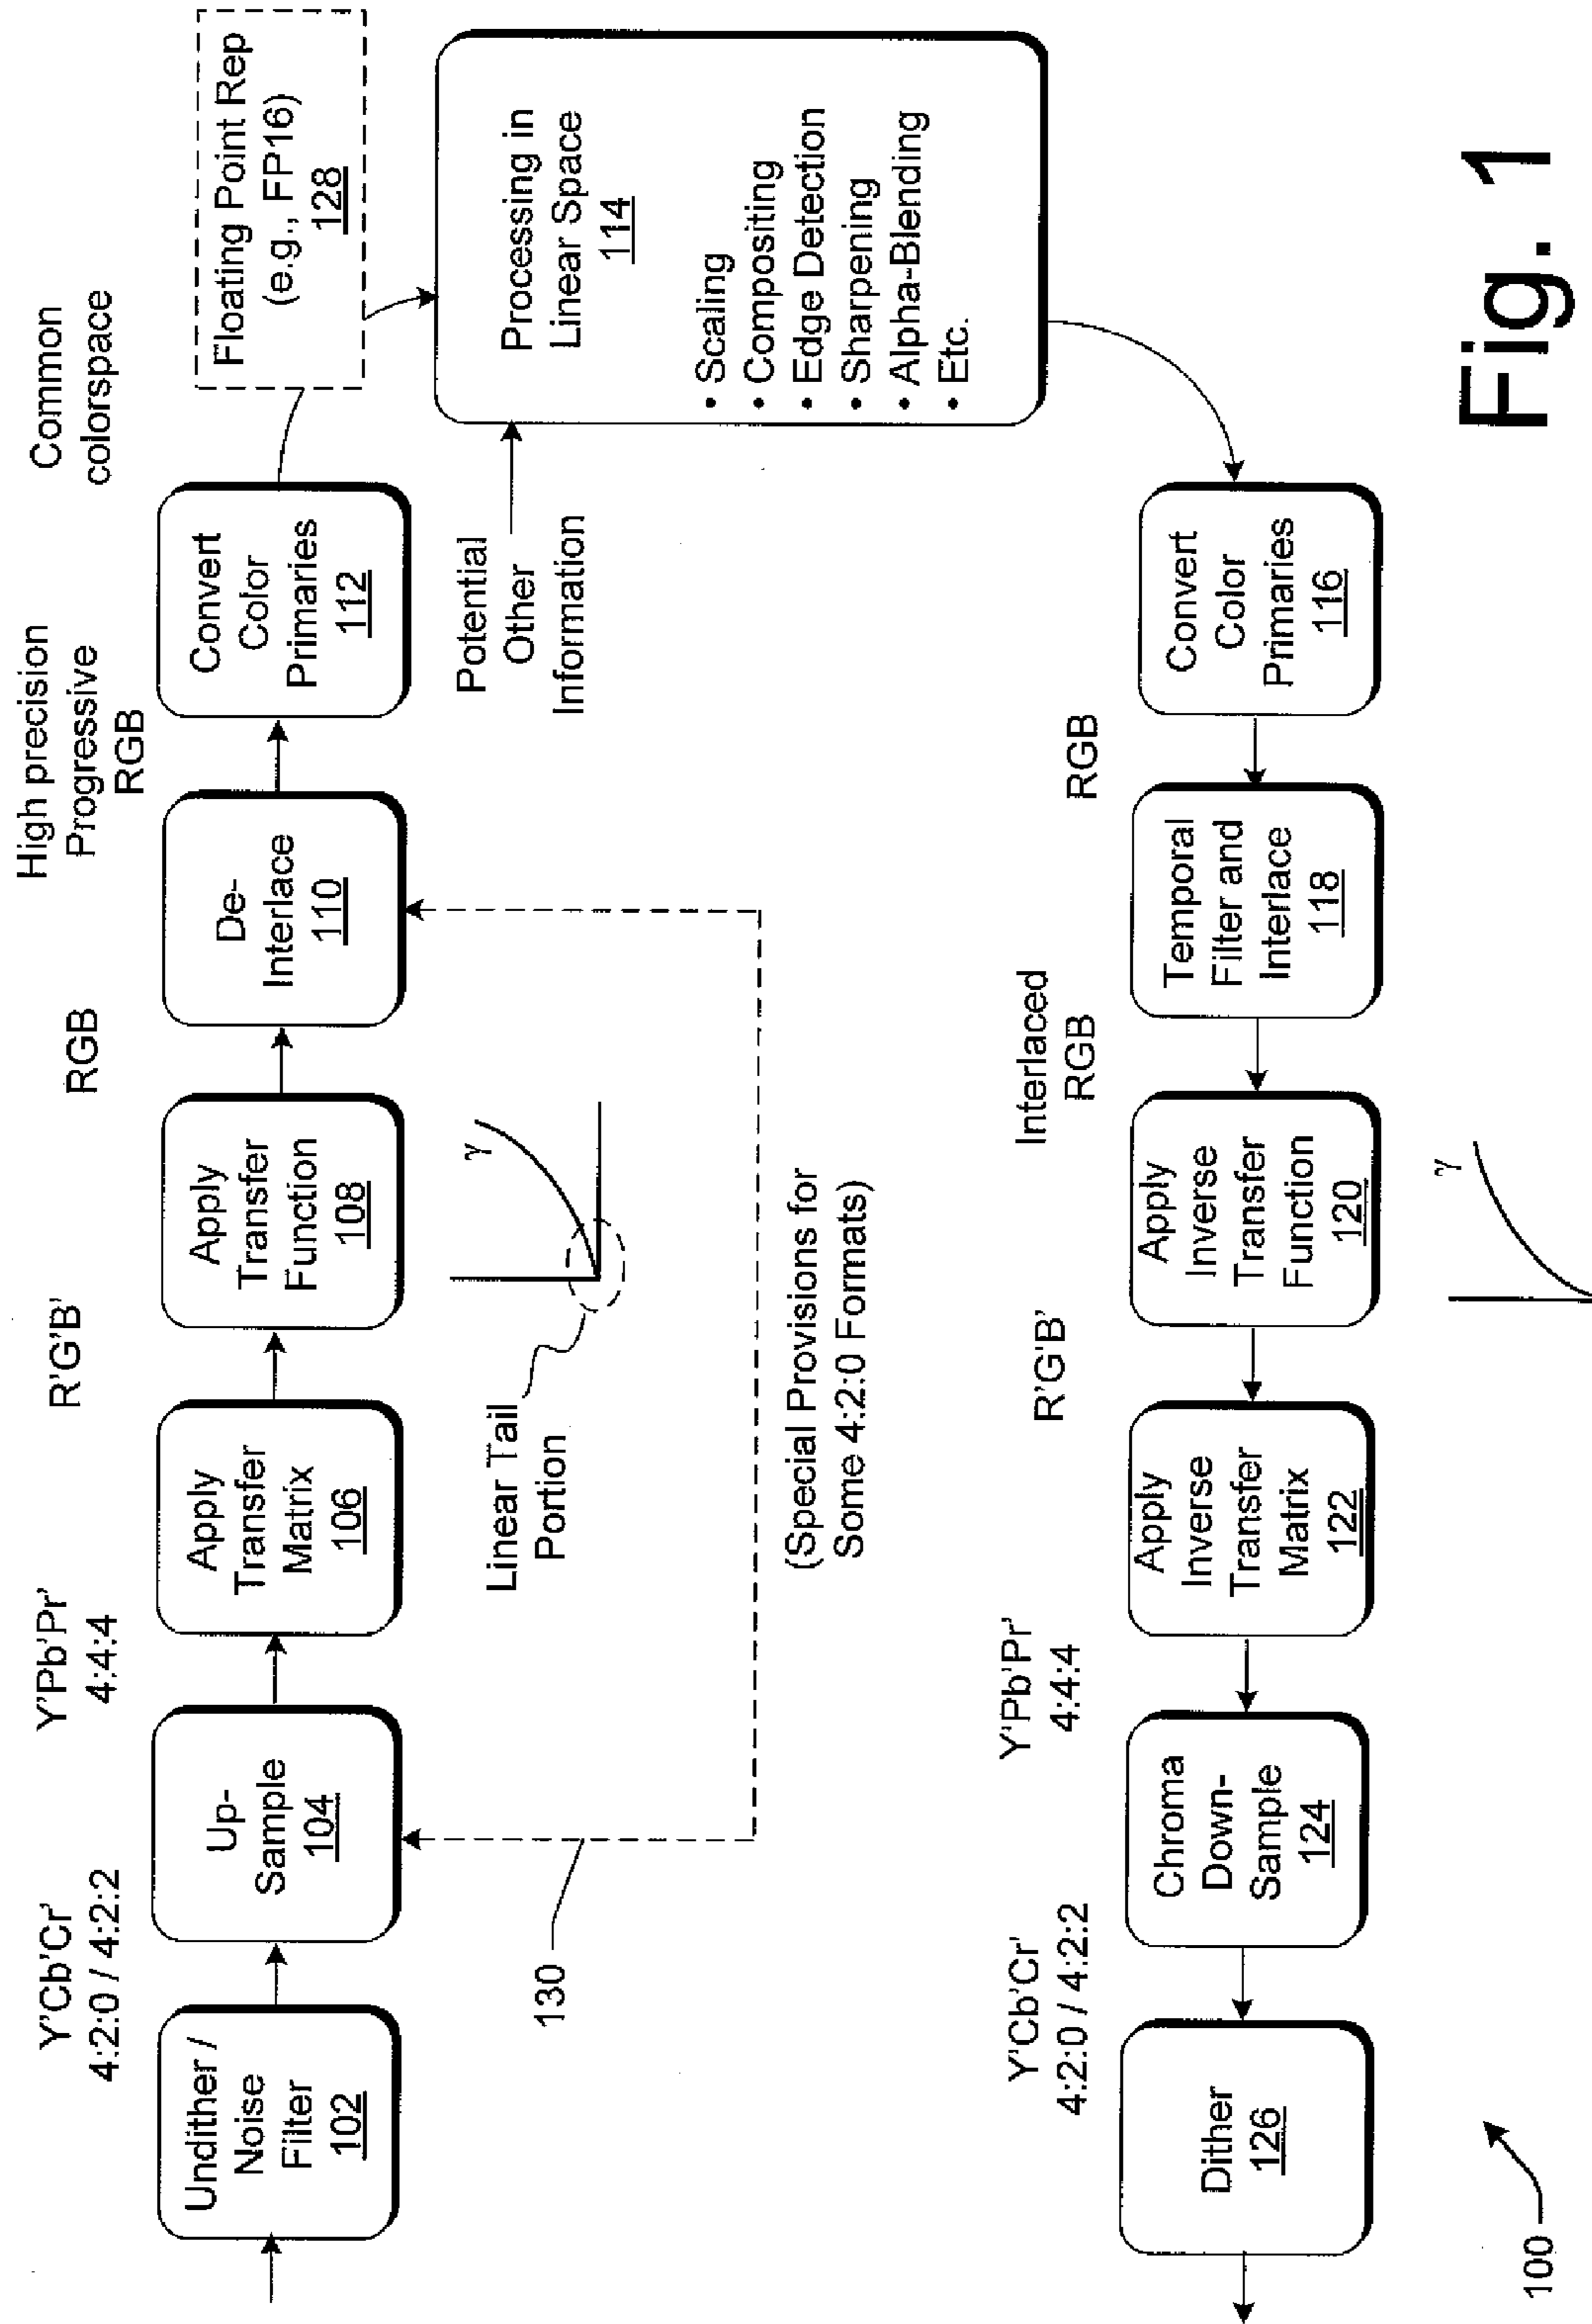 Y'Cb'Cr'
4:2:0 / 4:2:2
Y'Pb'Pr'
4:4:4
R'G'B'
RGB
High precision
Progressive
RGB
Common
colorspace
Undither /
Noise
Filter
102
Up-
Sample
104
Apply
Transfer
Matrix
106
Apply
Transfer
Function
108
De-
Interlace
110
Convert
Color
Primaries
112
Floating Point Rep
(e.g., FP16)
128
Linear Tail
Portion
γ
130
(Special Provisions for
Some 4:2:0 Formats)
Potential
Other
Information
Processing in
Linear Space
114
• Scaling
• Compositing
• Edge Detection
• Sharpening
• Alpha-Blending
• Etc.
Y'Cb'Cr'
4:2:0 / 4:2:2
Y'Pb'Pr'
4:4:4
R'G'B'
Interlaced
RGB
RGB
Dither
126
Chroma
Down-
Sample
124
Apply
Inverse
Transfer
Matrix
122
Apply
Inverse
Transfer
Function
120
Temporal
Filter and
Interlace
118
Convert
Color
Primaries
116
γ
100
Fig. 1